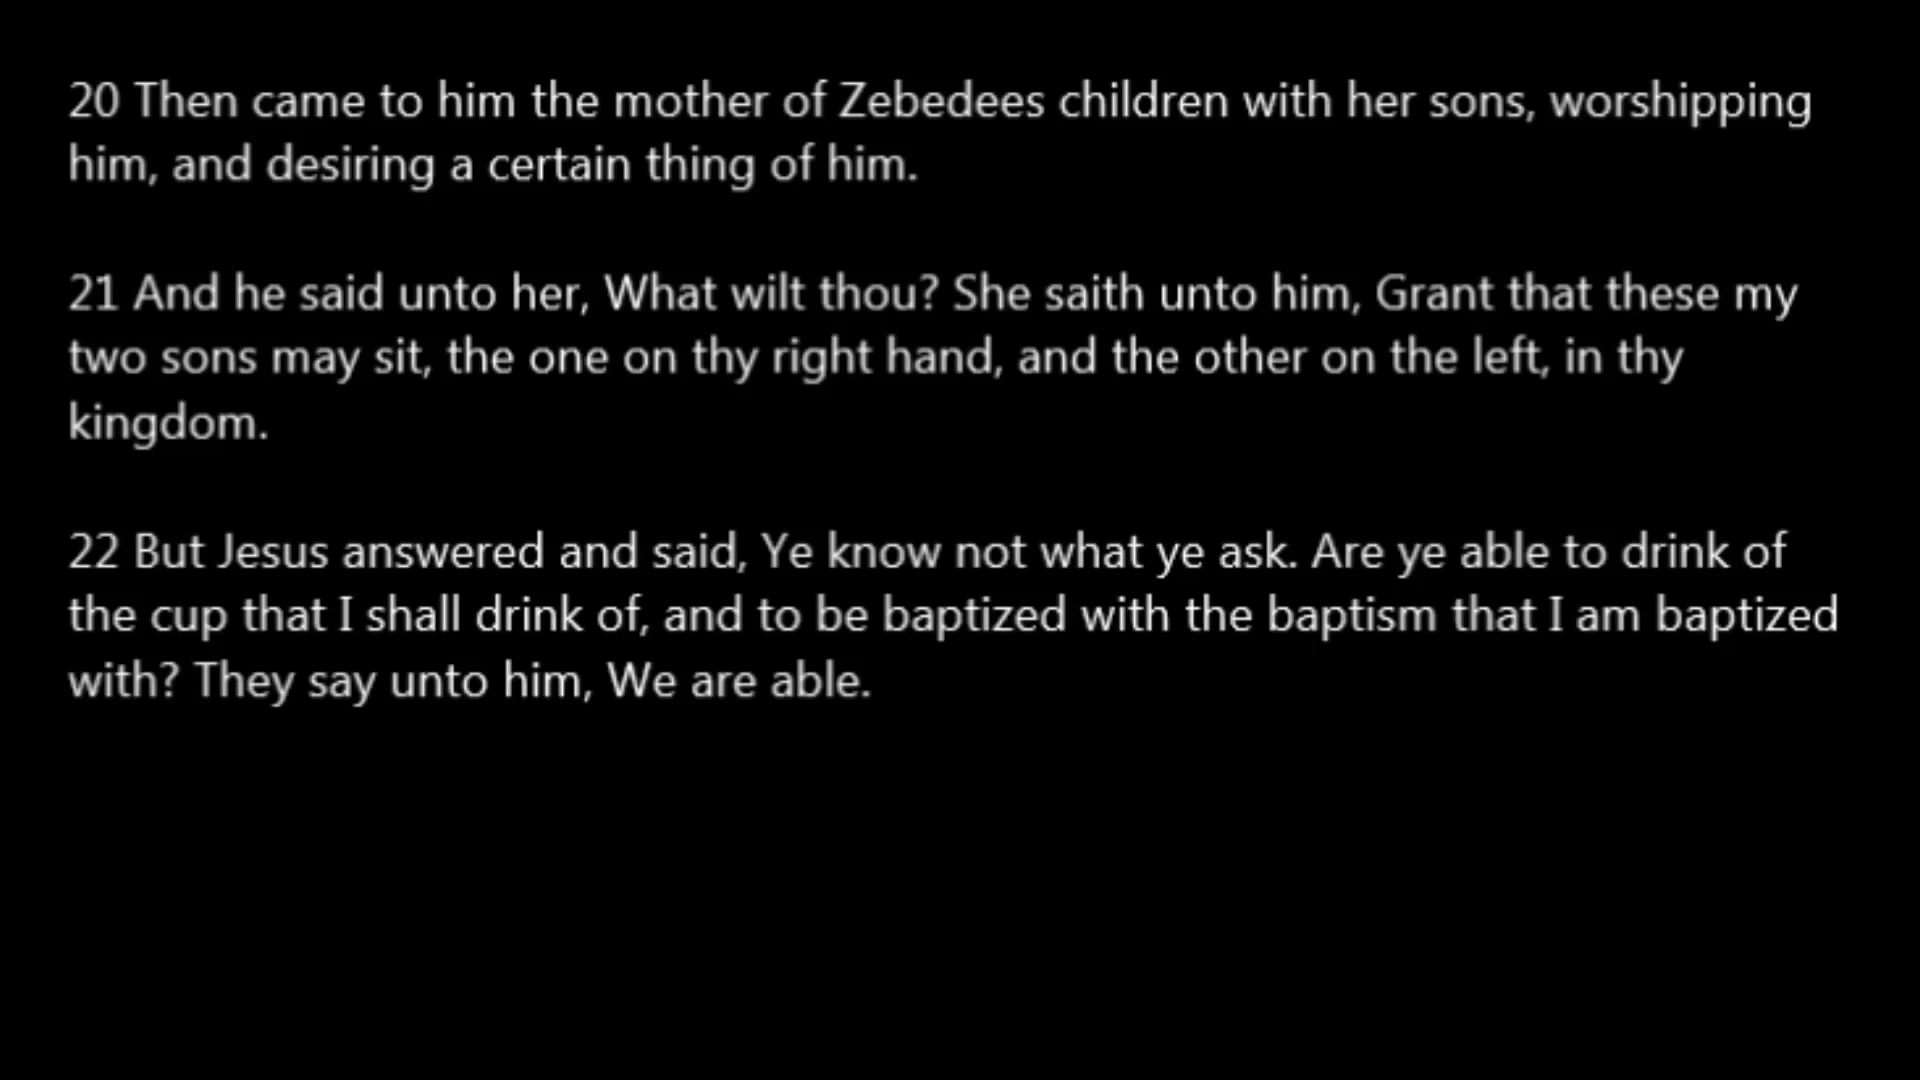 20 Then came to him the mother of Zebedees children with her sons, worshipping
him, and desiring a certain thing of him.
21 And he said unto her, What wilt thou? She saith unto him, Grant that these my
two sons may sit, the one on thy right hand, and the other on the left, in thy
kingdom.
22 But Jesus answered and said, Ye know not what ye ask. Are ye able to drink of
the cup that I shall drink of, and to be baptized with the baptism that I am baptized
with? They say unto him, We are able.